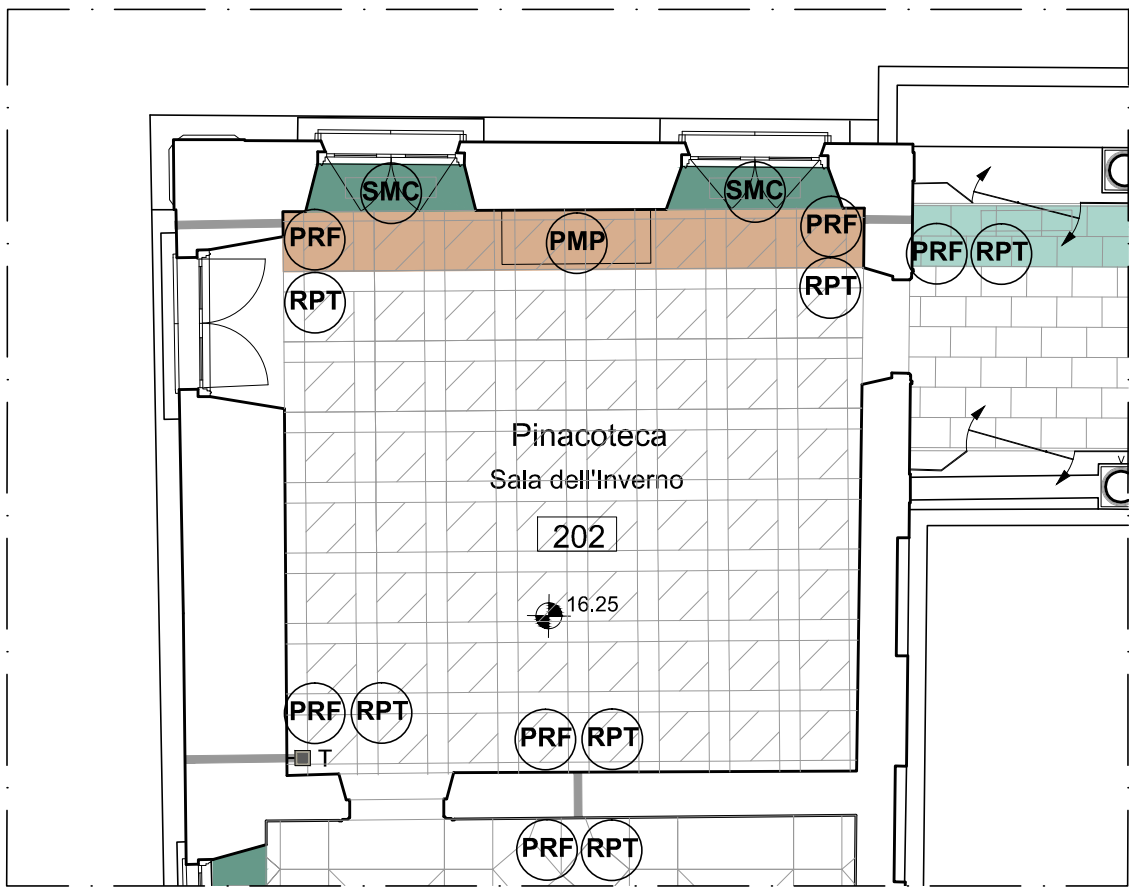 SMC SMC
PRF PMP PRF
PRF RPT
RPT RPT
Pinacoteca
Sala dell'Inverno
202
16.25
PRF RPT
PRF RPT
T
PRF RPT